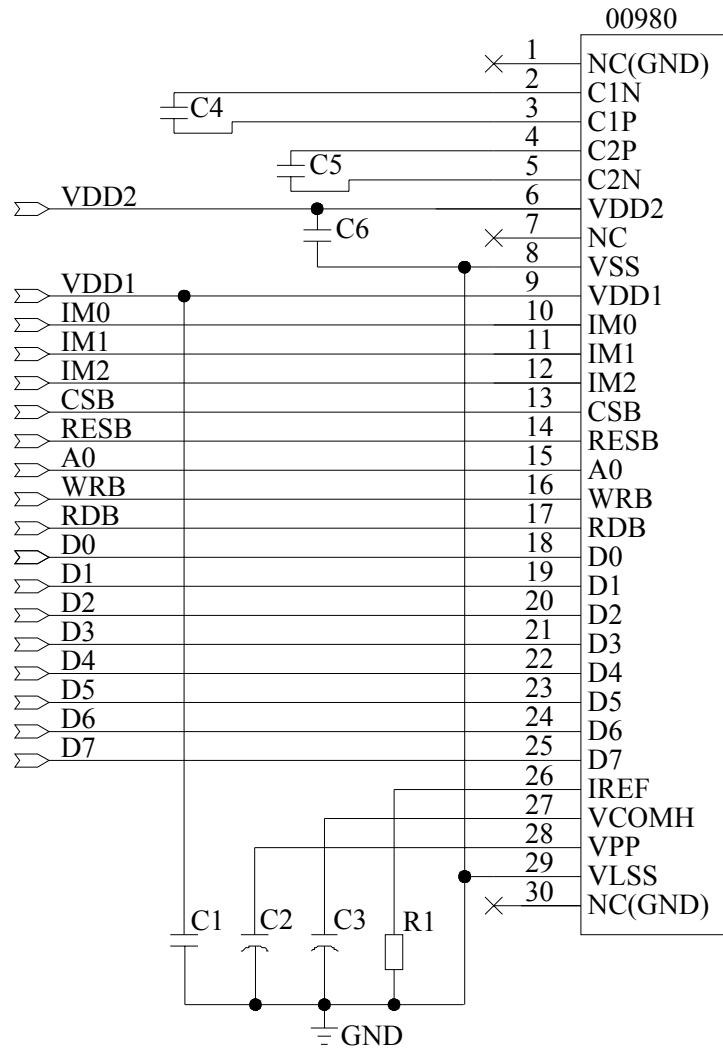 00980
1 NC(GND)
2 C1N
C4
3 C1P
4 C2P
C5
5 C2N
VDD2 6 VDD2
C6
7 NC
8 VSS
VDD1 9 VDD1
IM0 10 IM0
IM1 11 IM1
IM2 12 IM2
CSB 13 CSB
RESB 14 RESB
A0 15 A0
WRB 16 WRB
RDB 17 RDB
D0 18 D0
D1 19 D1
D2 20 D2
D3 21 D3
D4 22 D4
D5 23 D5
D6 24 D6
D7 25 D7
26 IREF
27 VCOMH
28 VPP
29 VLSS
30 NC(GND)
C1 C2 C3 R1
GND